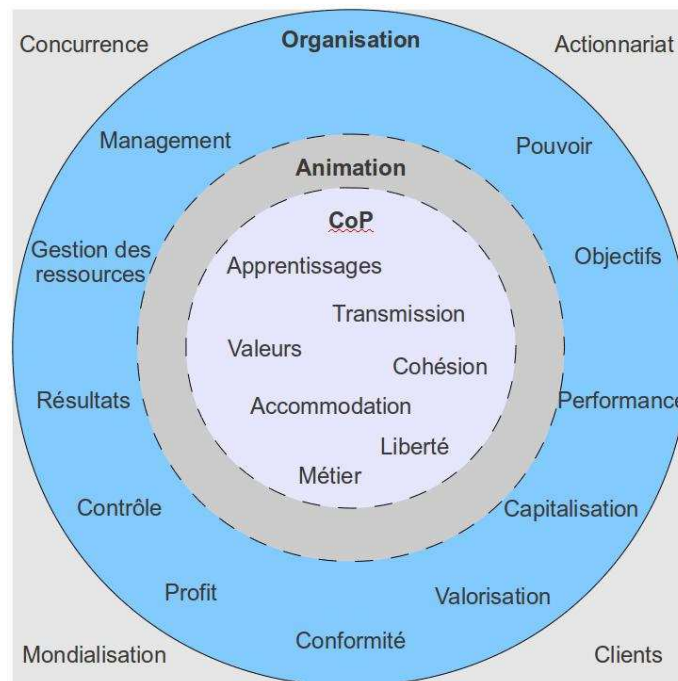 Concurrence
Organisation
Actionnariat
Management
Pouvoir
Animation
CoP
Gestion des
ressources
Objectifs
Apprentissages
Transmission
Valeurs
Cohésion
Résultats
Accommodation
Performance
Liberté
Métier
Contrôle
Capitalisation
Profit
Valorisation
Conformité
Mondialisation
Clients